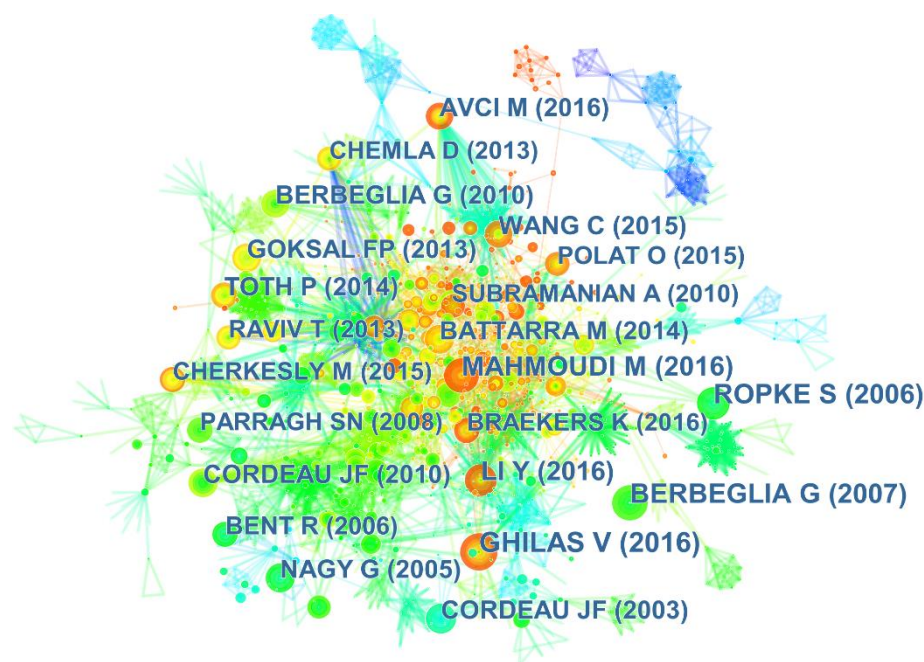 AVCI M (2016)
CHEMLA D (2013)
BERBEGLIA G (2010)
WANG C (2015)
GOKSAL FP (2013)
POLAT O (2015)
TOTH P (2014)
SUBRAMANIAN A (2010)
RAVIV T (2013)
BATTARRA M (2014)
CHERKESLY M (2015)
MAHMOUDI M (2016)
ROPKE S (2006)
PARRAGH SN (2008)
BRAEKERS K (2016)
CORDEAU JF (2010)
LI Y (2016)
BERBEGLIA G (2007)
BENT R (2006)
GHILAS V (2016)
NAGY G (2005)
CORDEAU JF (2003)